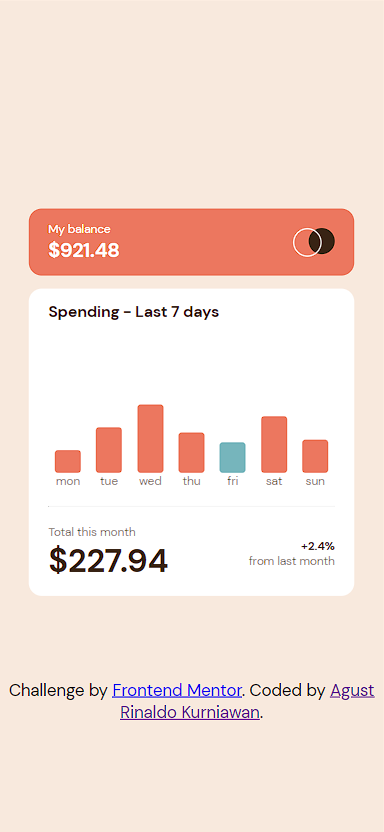 My balance
$921.48
Spending - Last 7 days
mon tue wed thu fri sat sun
Total this month
$227.94
+2.4%
from last month
Challenge by Frontend Mentor. Coded by Agust
Rinaldo Kurniawan.